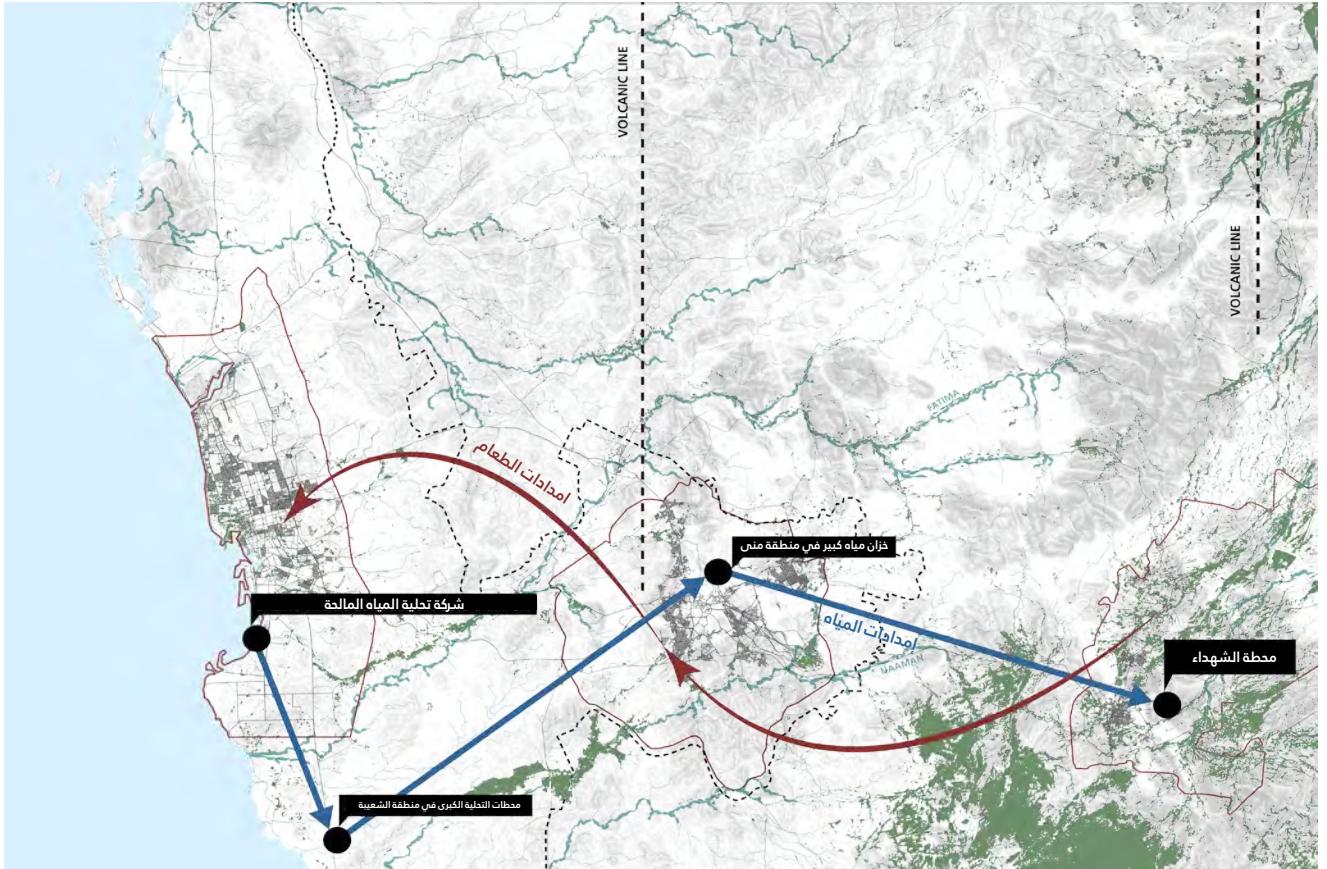 VOLCANIC LINE
VOLCANIC LINE
FATIMA
امدادات الطعام
خزان مياه كبير في منطقة منى
شركة تحلية المياه المالحة
إمدادات المياه
NAAMAN
محطة الشهداء
محطات التحلية الكبرى في منطقة الشعيبة